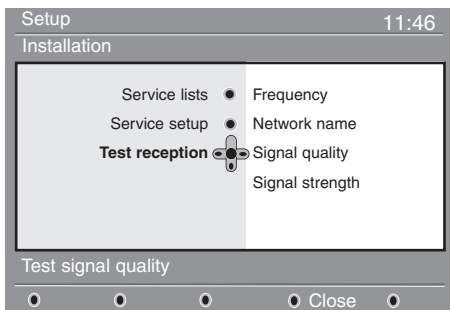 Setup 11:46
Installation
Service lists Frequency
Service setup Network name
Test reception Signal quality
Signal strength
Test signal quality
Close